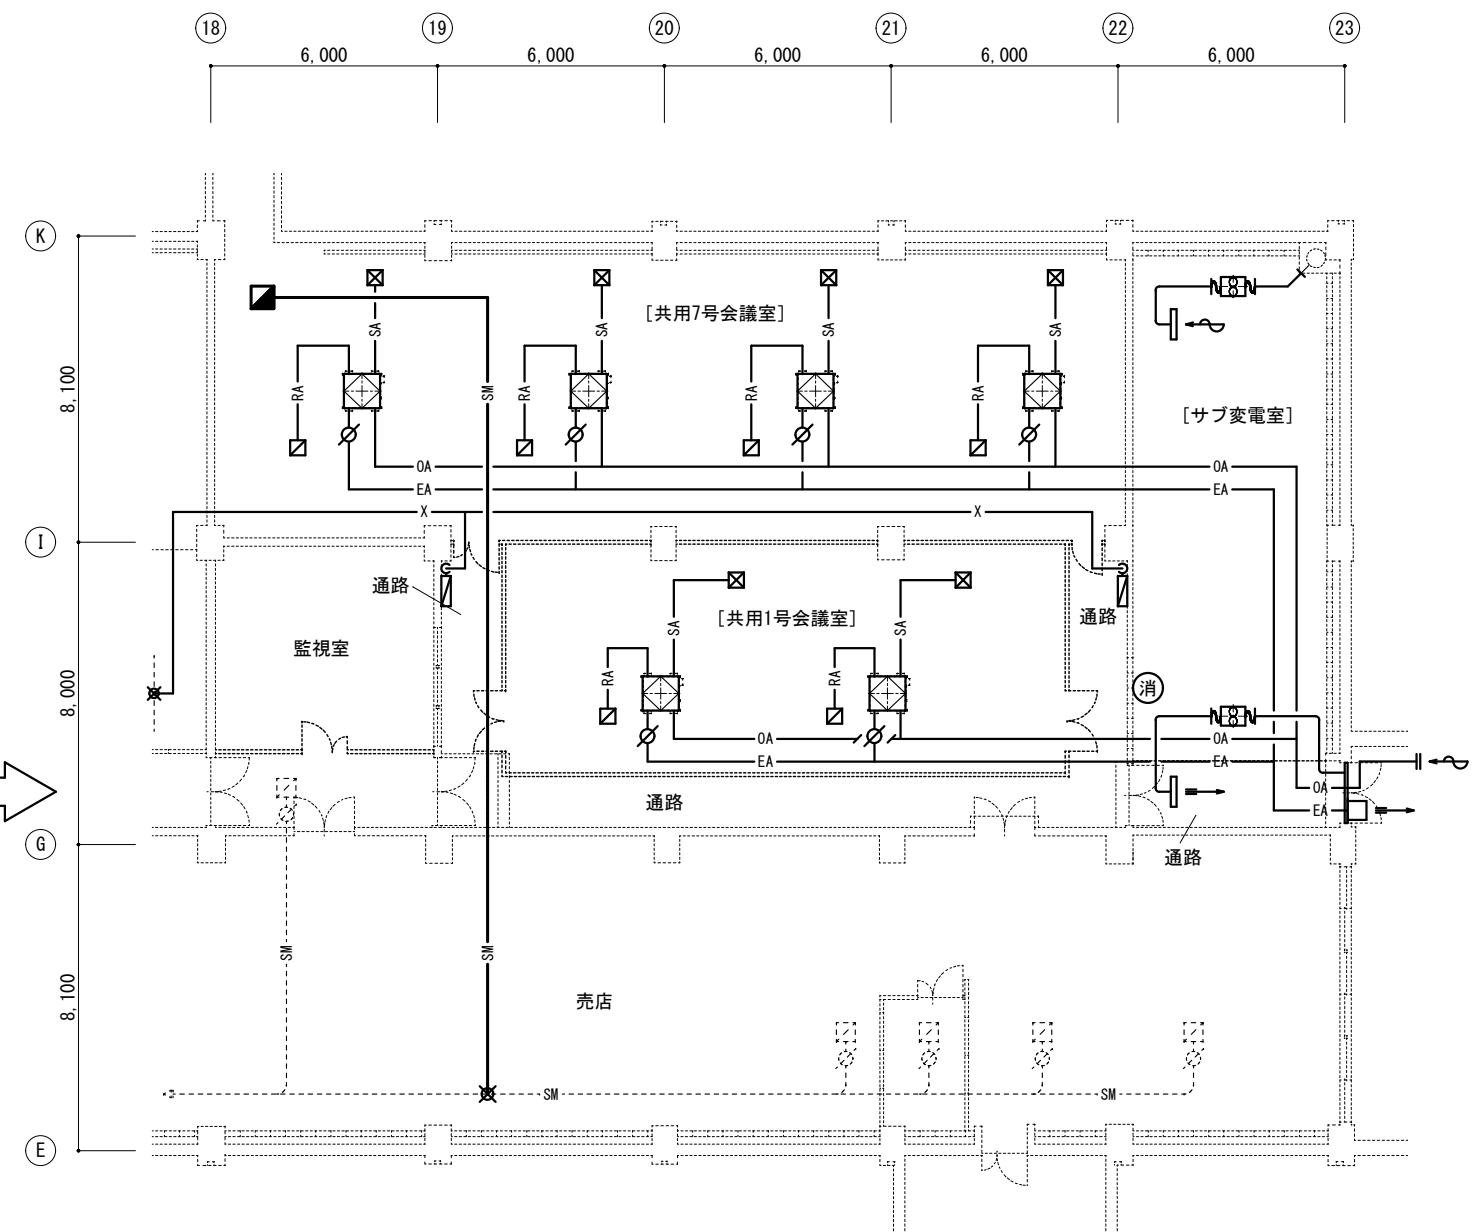 18 19 20 21 22 23
6,000 6,000 6,000 6,000 6,000
K
SA SA SA SA
[共用7号会議室]
8,100
RA SM RA RA RA
[サブ変電室]
OA OA
EA EA
X X
I
通路
[共用1号会議室]
通路
SA SA
監視室
RA RA
8,000
消
OA OA
EA EA
OA
通路
EA
G
通路
SM SM
8,100
売店
SM SM
E